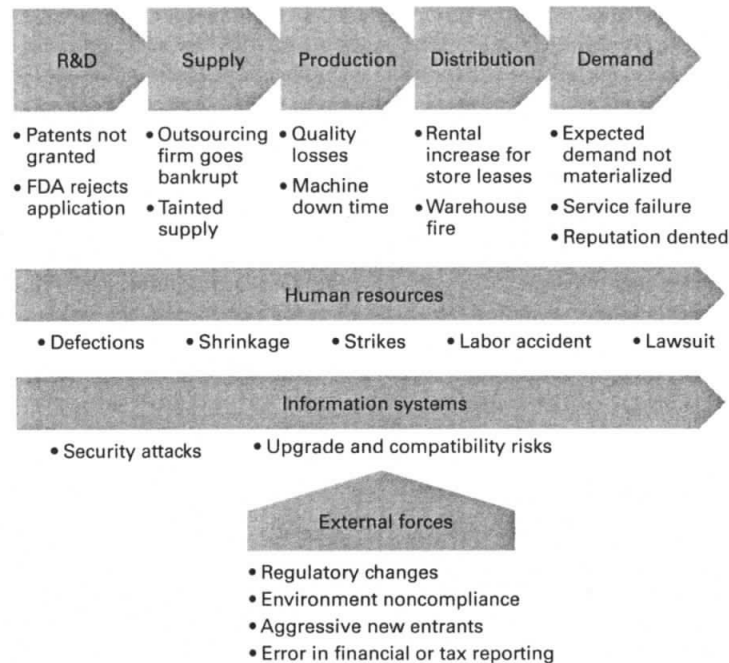 R&D
Supply
Production
Distribution
Demand
• Patents not
granted
• FDA rejects
application
• Outsourcing
firm goes
bankrupt
• Tainted
supply
• Quality
losses
• Machine
down time
• Rental
increase for
store leases
• Warehouse
fire
• Expected
demand not
materialized
• Service failure
• Reputation dented
Human resources
• Defections • Shrinkage • Strikes • Labor accident • Lawsuit
Information systems
• Security attacks • Upgrade and compatibility risks
External forces
• Regulatory changes
• Environment noncompliance
• Aggressive new entrants
• Error in financial or tax reporting